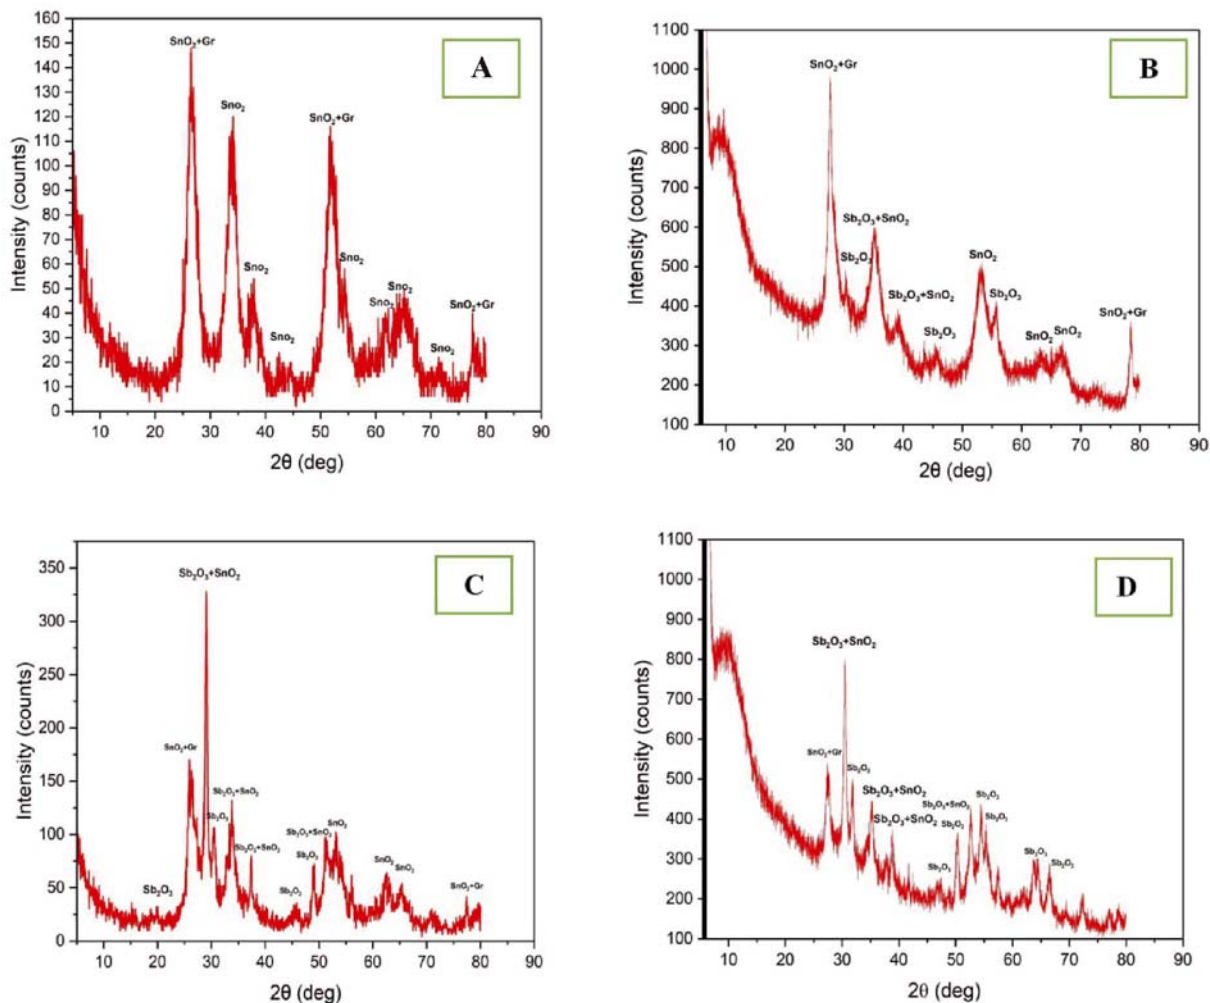 A
SnO₂+Gr
Sno₂
SnO₂+Gr
Sno₂
Sno₂
Sno₂
Sno₂
Sno₂
SnO₂+Gr
Sno₂
160
150
140
130
120
110
100
90
80
70
60
50
40
30
20
10
0
Intensity (counts)
10 20 30 40 50 60 70 80 90
2θ (deg)
B
SnO₂+Gr
Sb₂O₃+SnO₂
Sb₂O₃
SnO₂
Sb₂O₃+SnO₂
Sb₂O₃
SnO₂+Gr
Sb₂O₃
SnO₂
SnO₂
1100
1000
900
800
700
600
500
400
300
200
100
Intensity (counts)
10 20 30 40 50 60 70 80 90
2θ (deg)
C
Sb₂O₃+SnO₂
SnO₂+Gr
Sb₂O₃+SnO₂
Sb₂O₃
Sb₂O₃+SnO₂
SnO₂
Sb₂O₃+SnO₂
Sb₂O₃
SnO₂
SnO₂
Sb₂O₃
Sb₂O₃
SnO₂+Gr
350
300
250
200
150
100
50
0
Intensity (counts)
10 20 30 40 50 60 70 80 90
2θ (deg)
D
Sb₂O₃+SnO₂
SnO₂+Gr
Sb₂O₃
Sb₂O₃+SnO₂
Sb₂O₃
Sb₂O₃+SnO₂
Sb₂O₃
Sb₂O₃+SnO₂
Sb₂O₃
Sb₂O₃
Sb₂O₃
Sb₂O₃
1100
1000
900
800
700
600
500
400
300
200
100
Intensity (counts)
10 20 30 40 50 60 70 80 90
2θ (deg)